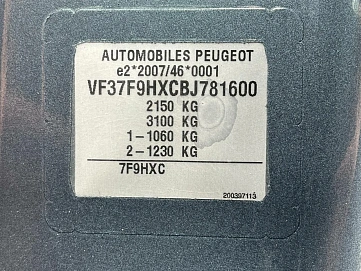 AUTOMOBILES PEUGEOT
e2*2007/46*0001
VF37F9HXCBJ781600
2150 KG
3100 KG
1-1060 KG
2-1230 KG
7F9HXC
200397113